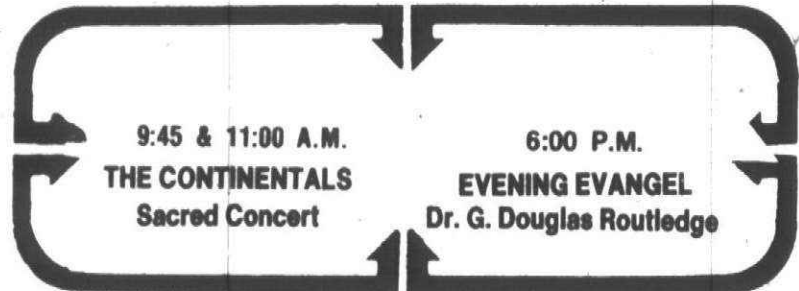 9:45 & 11:00 A.M.
THE CONTINENTALS
Sacred Concert
6:00 P.M.
EVENING EVANGEL
Dr. G. Douglas Routledge